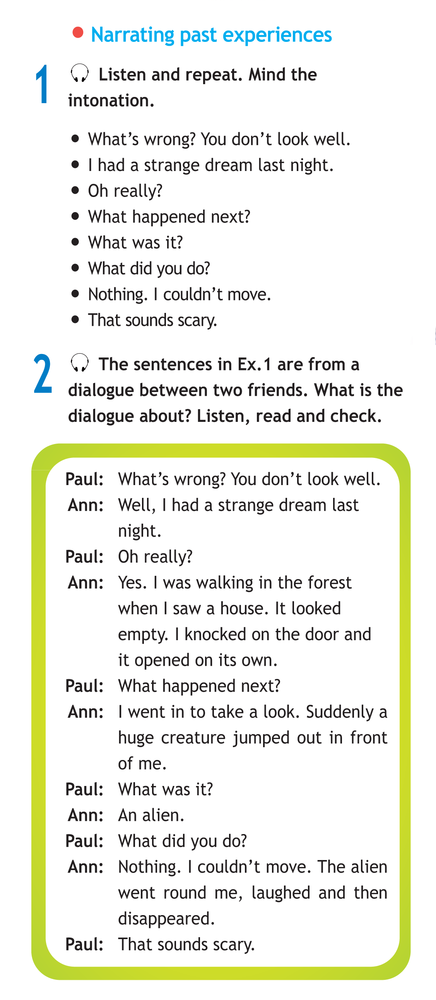 • Narrating past experiences
1 Listen and repeat. Mind the
intonation.
• What’s wrong? You don’t look well.
• I had a strange dream last night.
• Oh really?
• What happened next?
• What was it?
• What did you do?
• Nothing. I couldn’t move.
• That sounds scary.
2 The sentences in Ex.1 are from a
dialogue between two friends. What is the
dialogue about? Listen, read and check.
Paul: What’s wrong? You don’t look well.
Ann: Well, I had a strange dream last
night.
Paul: Oh really?
Ann: Yes. I was walking in the forest
when I saw a house. It looked
empty. I knocked on the door and
it opened on its own.
Paul: What happened next?
Ann: I went in to take a look. Suddenly a
huge creature jumped out in front
of me.
Paul: What was it?
Ann: An alien.
Paul: What did you do?
Ann: Nothing. I couldn’t move. The alien
went round me, laughed and then
disappeared.
Paul: That sounds scary.